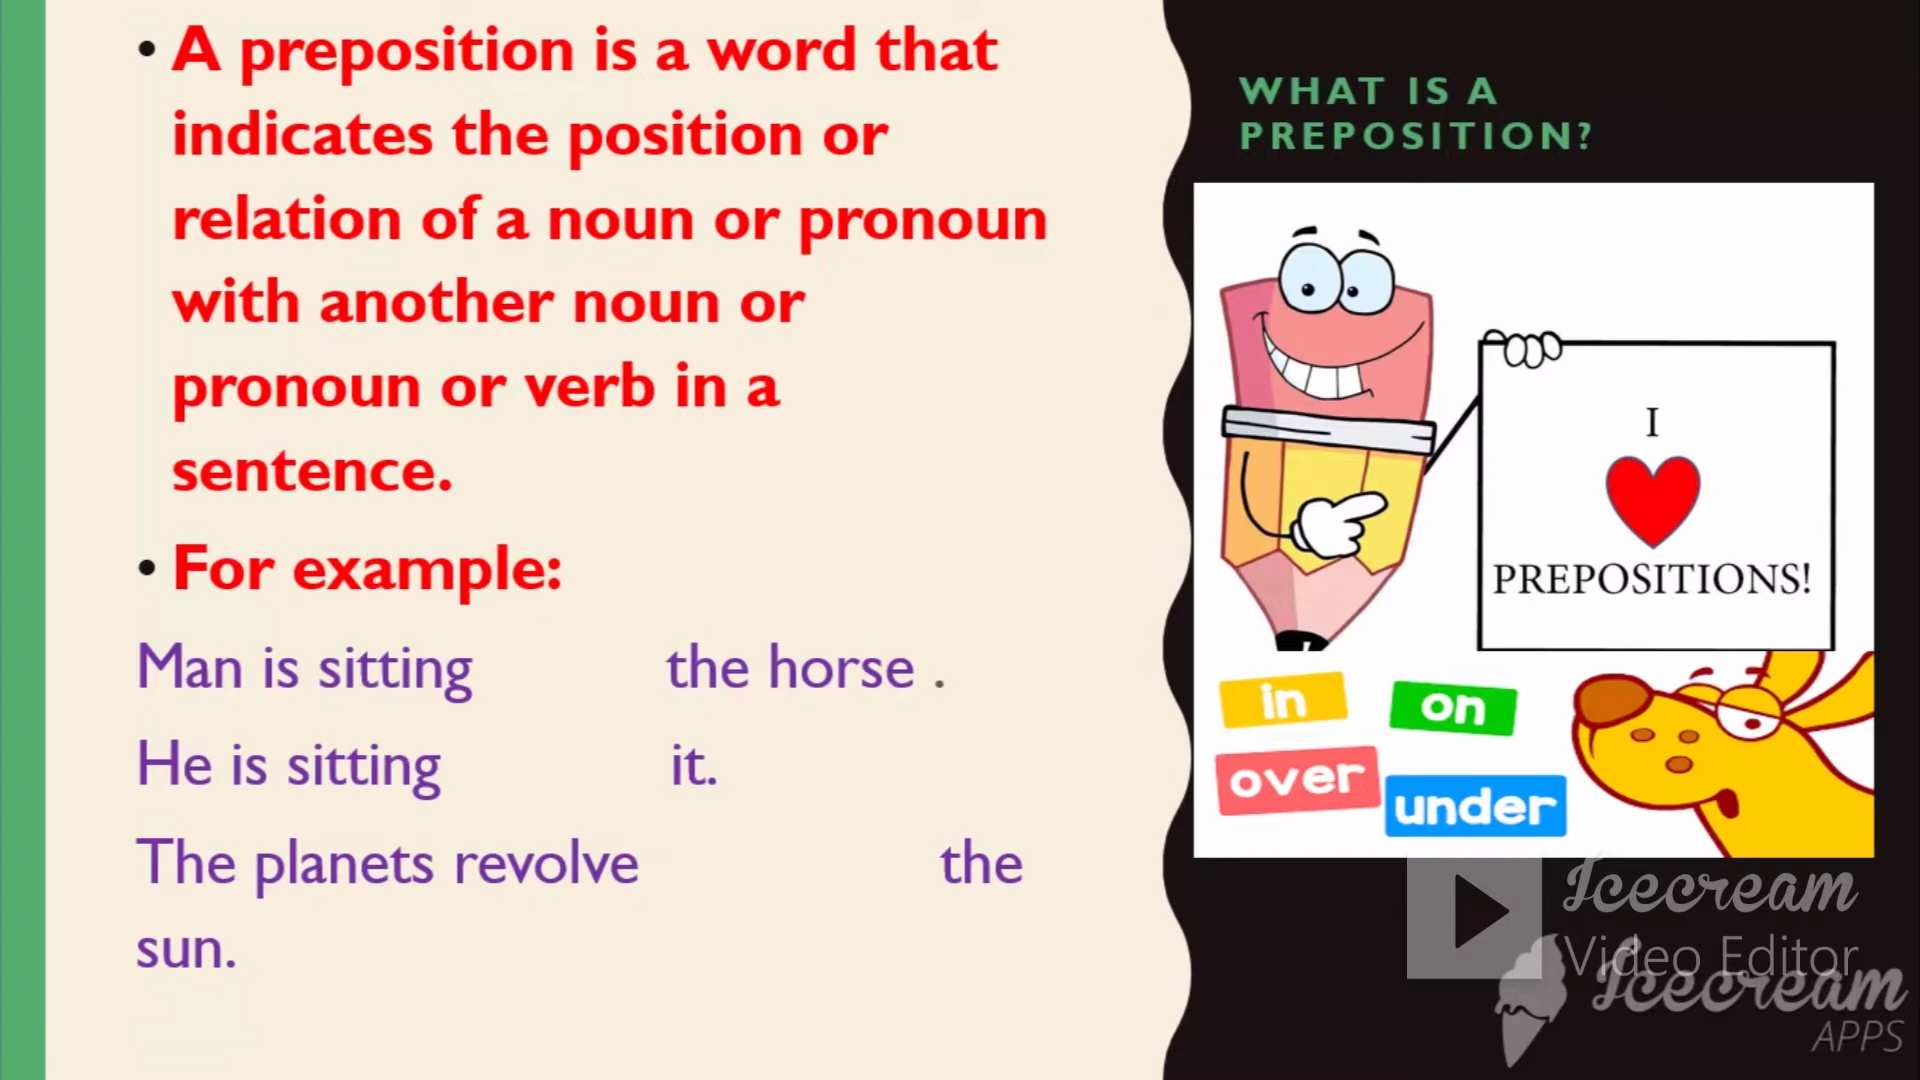 • A preposition is a word that
indicates the position or
relation of a noun or pronoun
with another noun or
pronoun or verb in a
sentence.
• For example:
Man is sitting the horse .
He is sitting it.
The planets revolve the
sun.
WHAT IS A
PREPOSITION?
I
PREPOSITIONS!
in
on
over
under
Icecream
Video Editor
Icecream
APPS